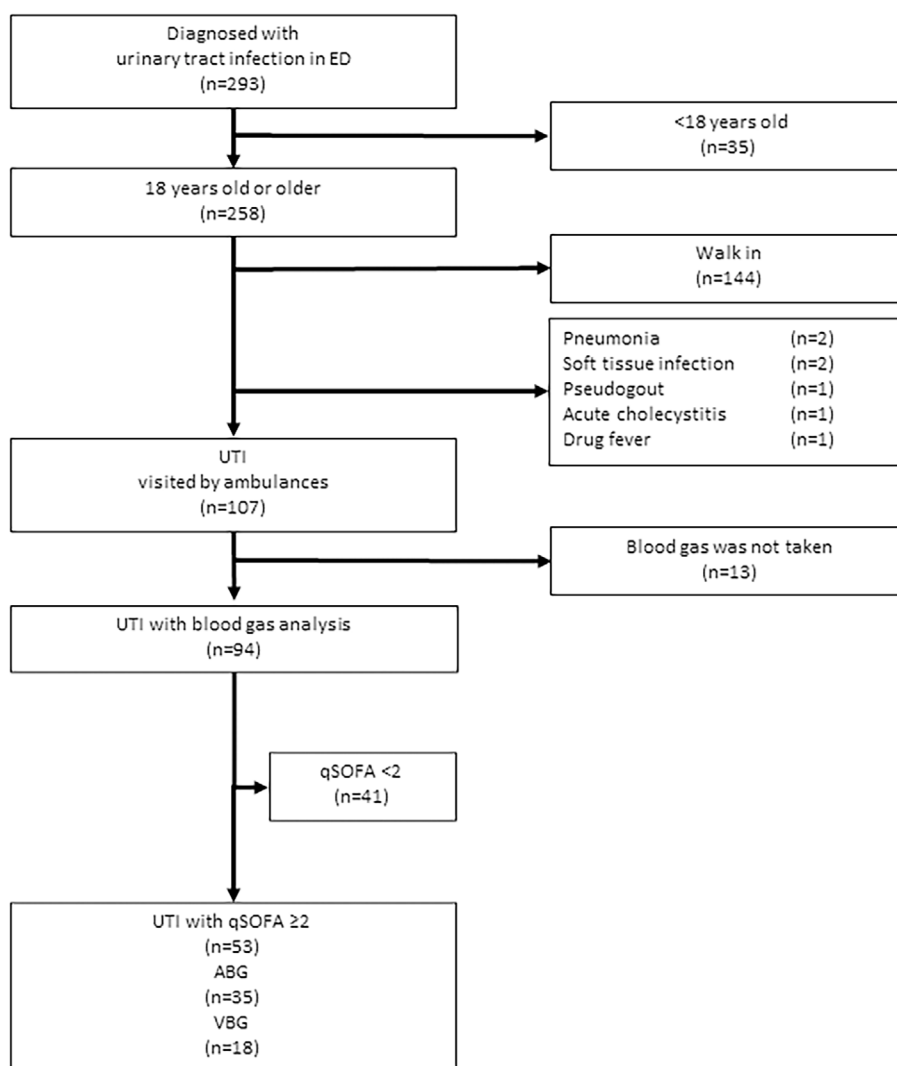 Diagnosed with
urinary tract infection in ED
(n=293)
<18 years old
(n=35)
18 years old or older
(n=258)
Walk in
(n=144)
Pneumonia (n=2)
Soft tissue infection (n=2)
Pseudogout (n=1)
Acute cholecystitis (n=1)
Drug fever (n=1)
UTI
visited by ambulances
(n=107)
Blood gas was not taken
(n=13)
UTI with blood gas analysis
(n=94)
qSOFA <2
(n=41)
UTI with qSOFA ≥2
(n=53)
ABG
(n=35)
VBG
(n=18)